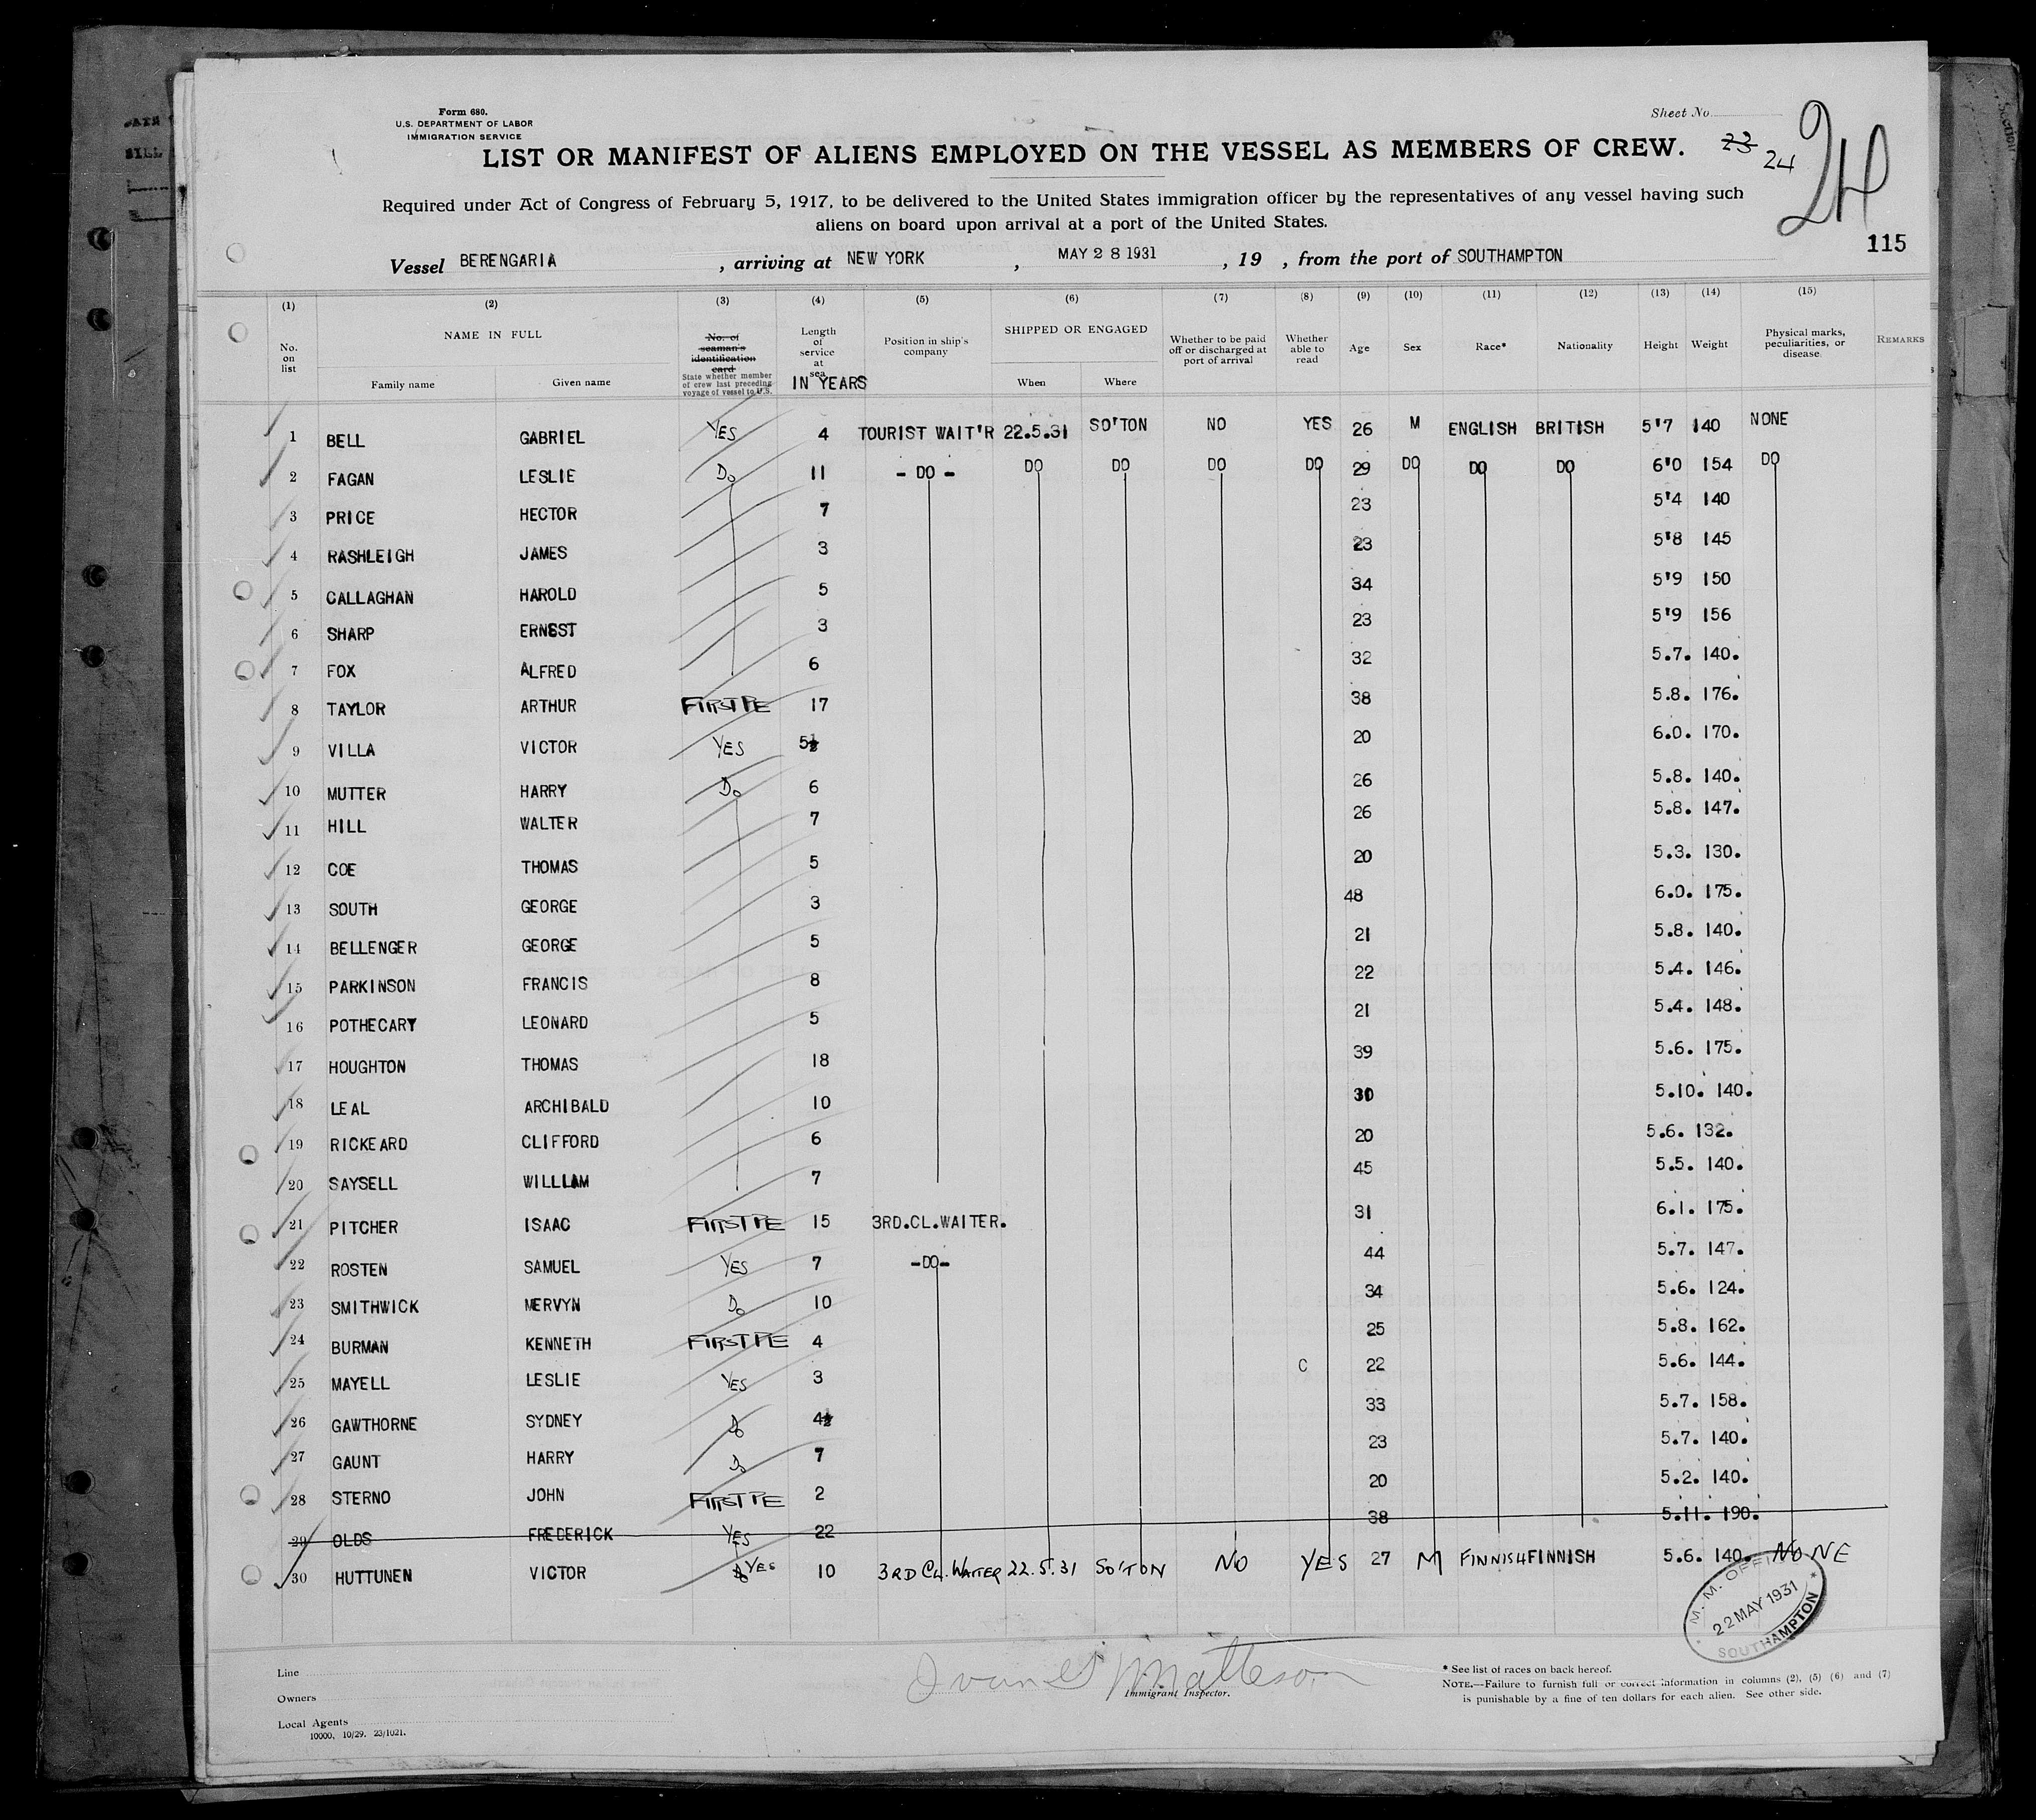 Form 680.
U.S. DEPARTMENT OF LABOR
IMMIGRATION SERVICE
Sheet No.
LIST OR MANIFEST OF ALIENS EMPLOYED ON THE VESSEL AS MEMBERS OF CREW.
23 24
24
Required under Act of Congress of February 5, 1917, to be delivered to the United States immigration officer by the representatives of any vessel having such
aliens on board upon arrival at a port of the United States.
115
Vessel BERENGARIA , arriving at NEW YORK , MAY 28 1931 , 19 , from the port of SOUTHAMPTON
(1) (2) (3) (4) (5) (6) (7) (8) (9) (10) (11) (12) (13) (14) (15)
No. on list
NAME IN FULL
Family name Given name
No. of seaman's identification card
State whether member of crew last preceding voyage of vessel to U.S.
Length of service at sea
IN YEARS
Position in ship's company
SHIPPED OR ENGAGED
When Where
Whether to be paid off or discharged at port of arrival
Whether able to read
Age Sex Race* Nationality Height Weight
Physical marks, peculiarities, or disease
REMARKS
1 BELL GABRIEL YES 4 TOURIST WAIT'R 22.5.31 SO'TON NO YES 26 M ENGLISH BRITISH 5'7 140 NONE
2 FAGAN LESLIE Do 11 - DO - DO DO DO DO 29 DO DO DO 6'0 154 DO
3 PRICE HECTOR 7 23 5'4 140
4 RASHLEIGH JAMES 3 23 5'8 145
5 CALLAGHAN HAROLD 5 34 5'9 150
6 SHARP ERNEST 3 23 5'9 156
7 FOX ALFRED 6 32 5.7. 140.
8 TAYLOR ARTHUR FIRSTPE 17 38 5.8. 176.
9 VILLA VICTOR YES 5½ 20 6.0. 170.
10 MUTTER HARRY Do 6 26 5.8. 140.
11 HILL WALTER 7 26 5.8. 147.
12 COE THOMAS 5 20 5.3. 130.
13 SOUTH GEORGE 3 48 6.0. 175.
14 BELLENGER GEORGE 5 21 5.8. 140.
15 PARKINSON FRANCIS 8 22 5.4. 146.
16 POTHECARY LEONARD 5 21 5.4. 148.
17 HOUGHTON THOMAS 18 39 5.6. 175.
18 LEAL ARCHIBALD 10 30 5.10. 140.
19 RICKEARD CLIFFORD 6 20 5.6. 132.
20 SAYSELL WILLIAM 7 45 5.5. 140.
21 PITCHER ISAAC FIRSTPE 15 3RD.CL.WAITER. 31 6.1. 175.
22 ROSTEN SAMUEL YES 7 -DO- 44 5.7. 147.
23 SMITHWICK MERVYN Do 10 34 5.6. 124.
24 BURMAN KENNETH FIRSTPE 4 25 5.8. 162.
25 MAYELL LESLIE YES 3 C 22 5.6. 144.
26 GAWTHORNE SYDNEY Do 4½ 33 5.7. 158.
27 GAUNT HARRY Do 7 23 5.7. 140.
28 STERNO JOHN FIRSTPE 2 20 5.2. 140.
29 OLDS FREDERICK YES 22 38 5.11. 190.
30 HUTTUNEN VICTOR YES 10 3RD CL. WAITER 22.5.31 SO'TON NO YES 27 M FINNISH FINNISH 5.6. 140. NONE
M. M. OFFICE
22 MAY 1931
SOUTHAMPTON
Line
Owners
Local Agents
10000, 10/29. 23/1021.
Immigrant Inspector.
* See list of races on back hereof.
NOTE.—Failure to furnish full or correct information in columns (2), (5) (6) and (7)
is punishable by a fine of ten dollars for each alien. See other side.